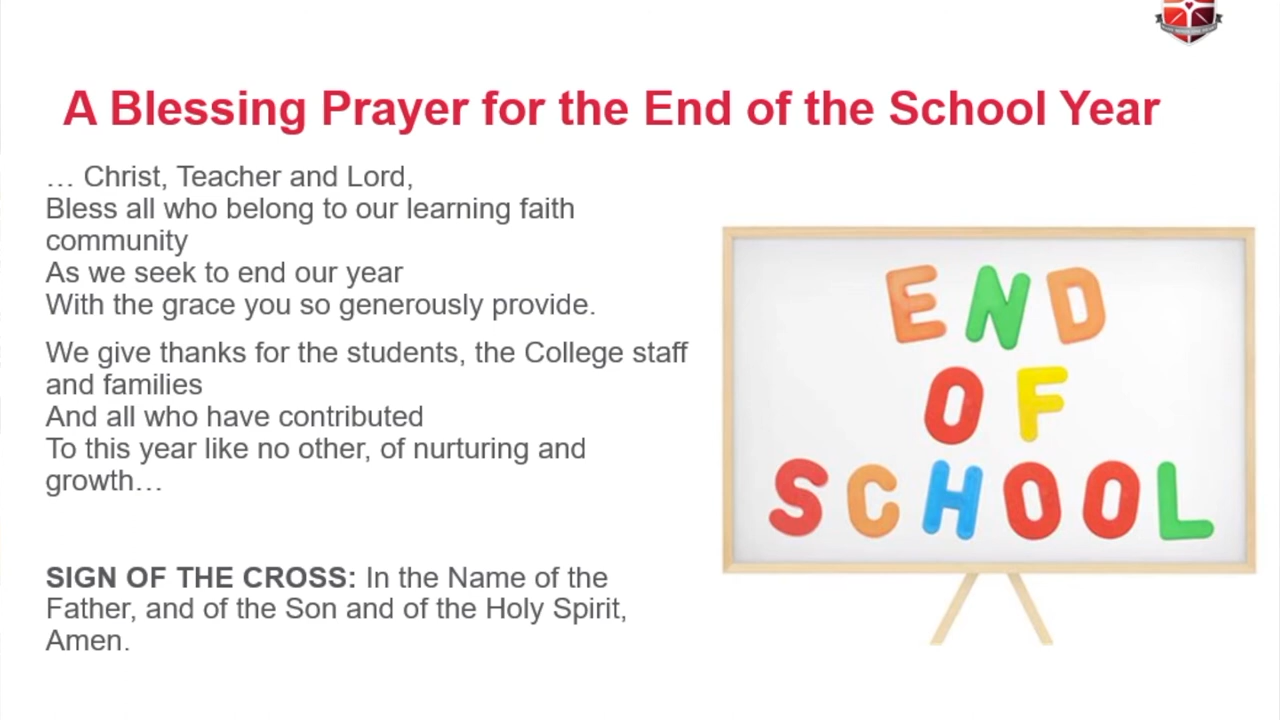 A Blessing Prayer for the End of the School Year
… Christ, Teacher and Lord,
Bless all who belong to our learning faith
community
As we seek to end our year
With the grace you so generously provide.
We give thanks for the students, the College staff
and families
And all who have contributed
To this year like no other, of nurturing and
growth…
SIGN OF THE CROSS: In the Name of the
Father, and of the Son and of the Holy Spirit,
Amen.
END
OF
SCHOOL